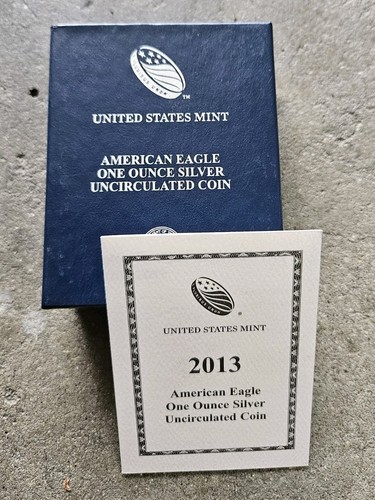 UNITED STATES MINT
AMERICAN EAGLE
ONE OUNCE SILVER
UNCIRCULATED COIN
UNITED STATES MINT
2013
American Eagle
One Ounce Silver
Uncirculated Coin